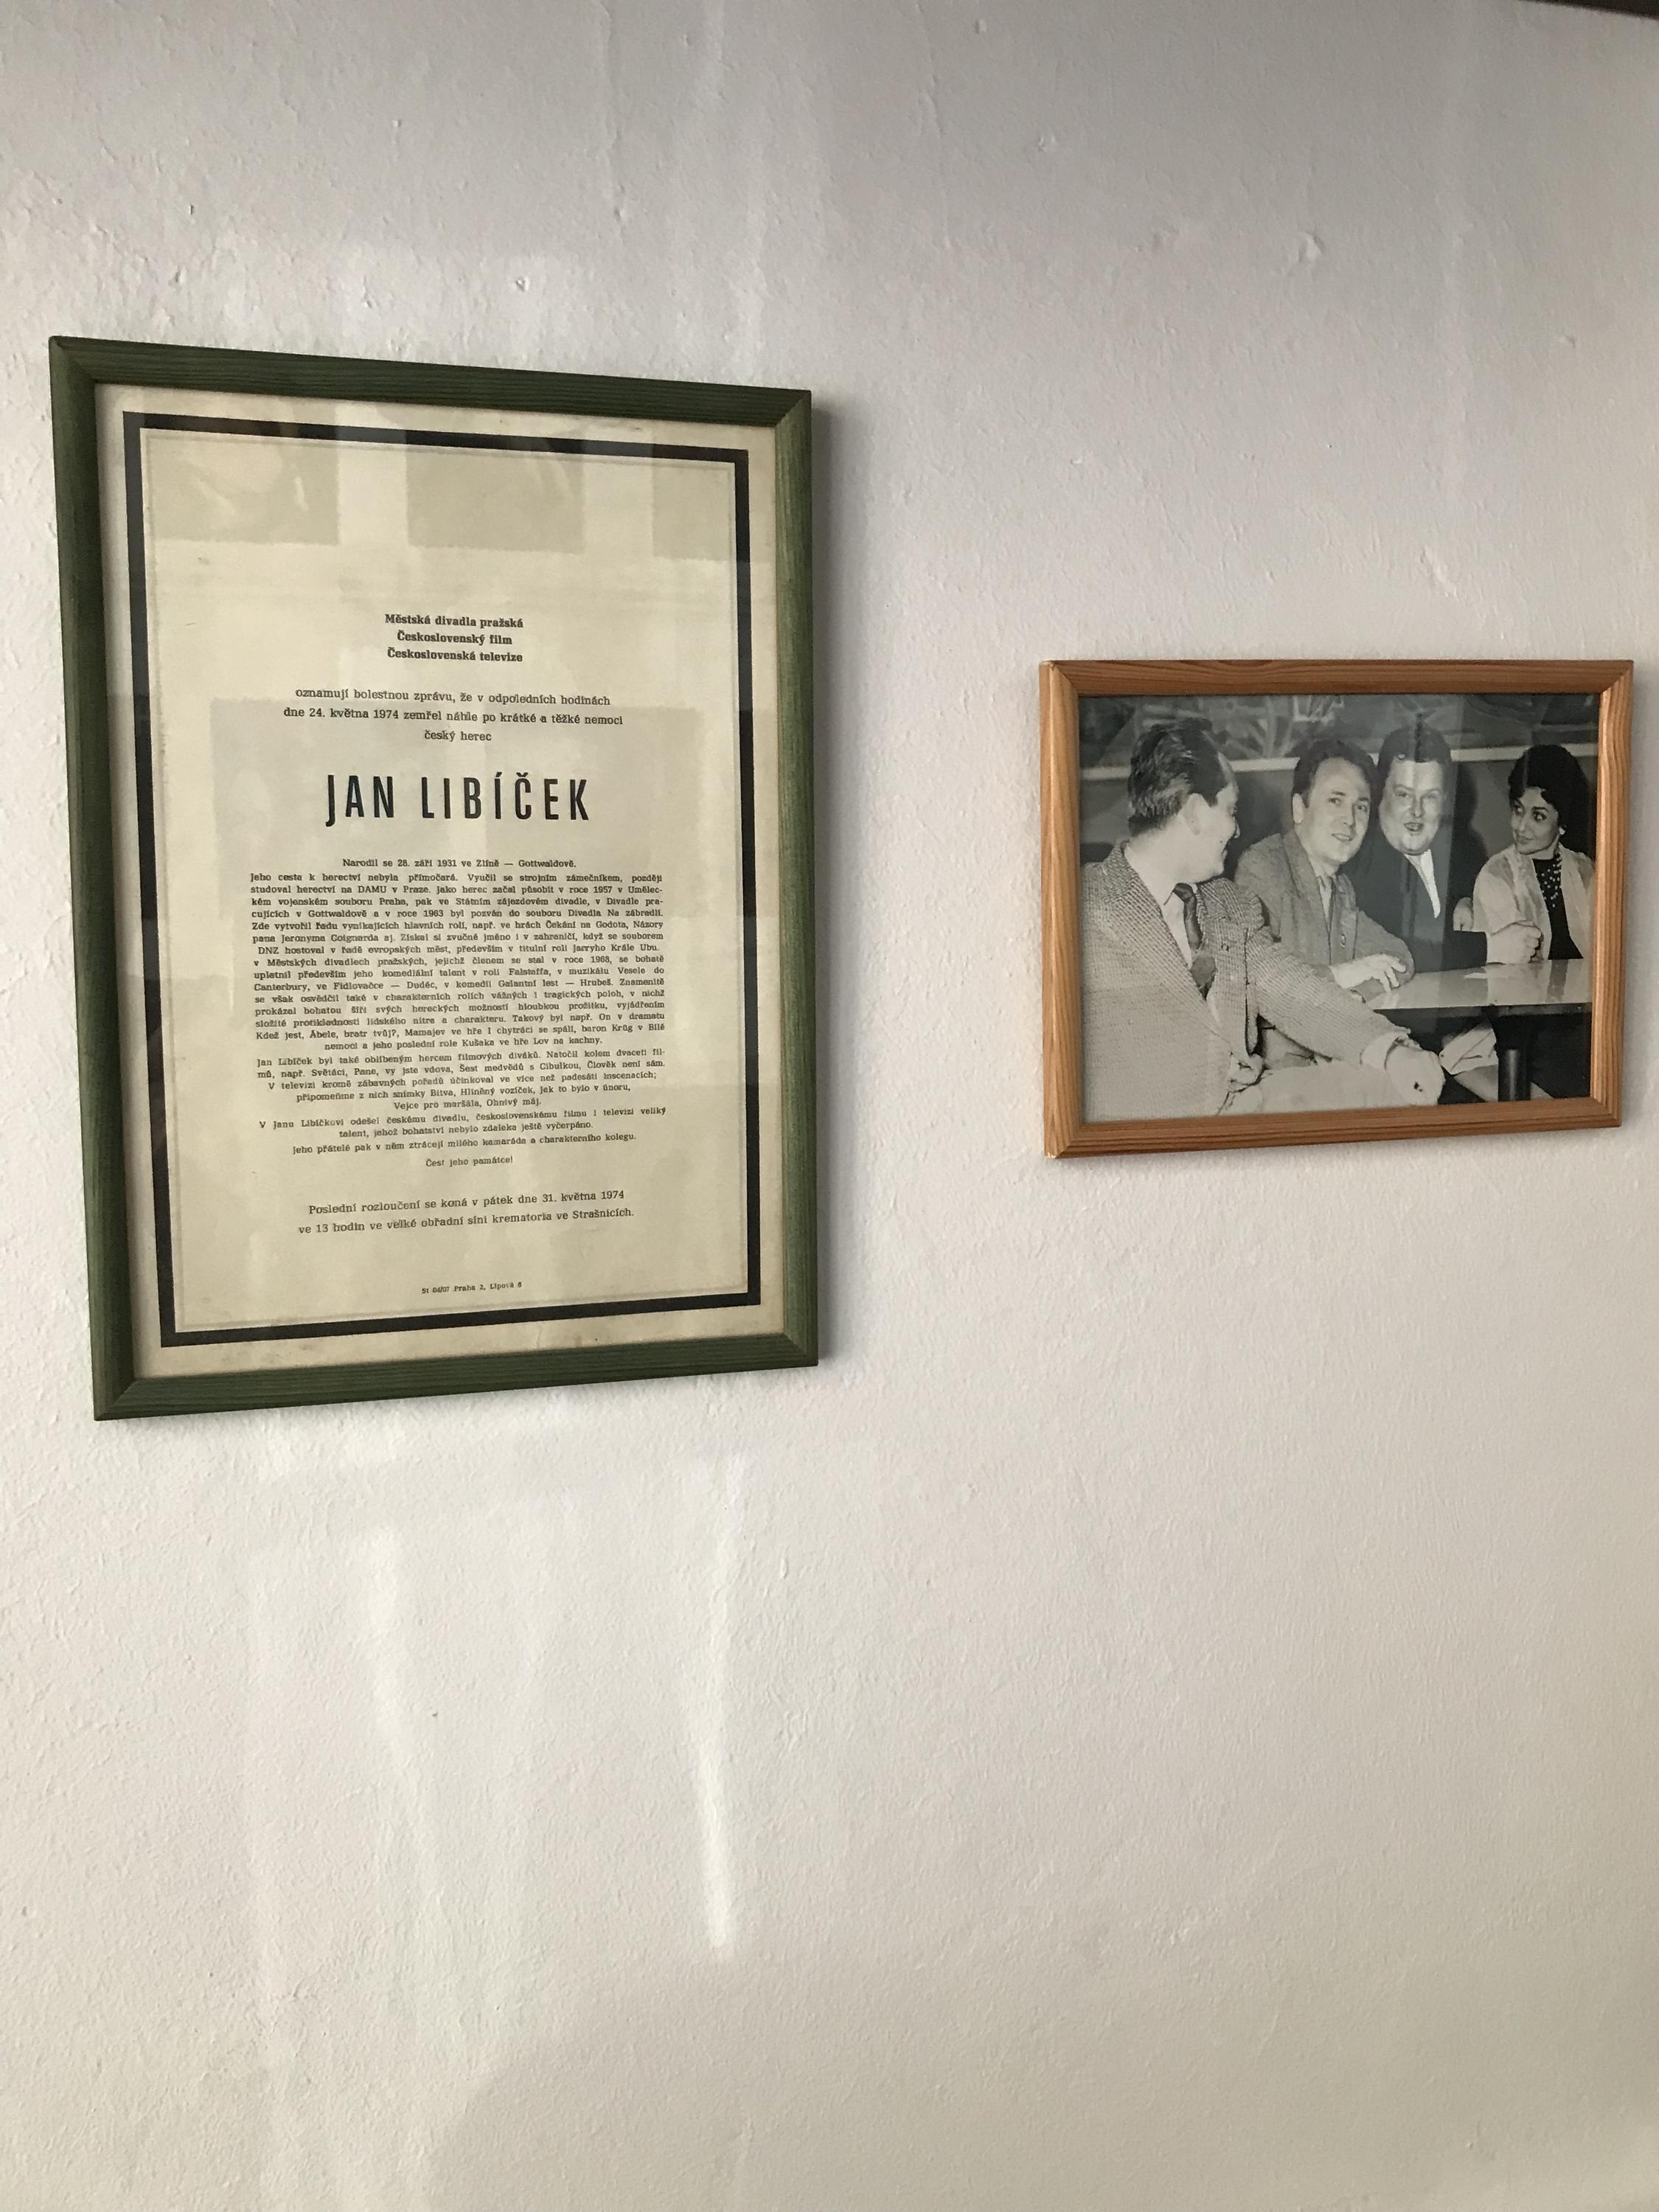 Městská divadla pražská
Československý film
Československá televize
oznamují bolestnou zprávu, že v odpoledních hodinách
dne 24. května 1974 zemřel náhle po krátké a těžké nemoci
český herec
JAN LIBÍČEK
Narodil se 28. září 1931 ve Zlíně — Gottwaldově.
Jeho cesta k herectví nebyla přímočará. Vyučil se strojním zámečníkem, později
studoval herectví na DAMU v Praze. Jako herec začal působit v roce 1957 v Umělec-
kém vojenském souboru Praha, pak ve Státním zájezdovém divadle, v Divadle pra-
cujících v Gottwaldově a v roce 1963 byl pozván do souboru Divadla Na zábradlí.
Zde vytvořil řadu vynikajících hlavních rolí, např. ve hrách Čekání na Godota, Názory
pana Jeronyma Coignarda aj. Získal si zvučné jméno i v zahraničí, když se souborem
DNZ hostoval v řadě evropských měst, především v titulní roli Jarryho Krále Ubu.
v Městských divadlech pražských, jejichž členem se stal v roce 1968, se bohatě
uplatnil především jeho komediální talent v roli Falstaffa, v muzikálu Vesele do
Canterbury, ve Fidlovačce — Dudéc, v komedii Galantní lest — Hrubeš. Znamenitě
se však osvědčil také v charakterních rolích vážných i tragických poloh, v nichž
prokázal bohatou šíři svých hereckých možností hloubkou prožitku, vyjádřením
složité protikladnosti lidského nitra a charakteru. Takový byl např. On v dramatu
Kdež jest, Ábele, bratr tvůj?, Mamajev ve hře I chytráci se spálí, baron Krüg v Bílé
nemoci a jeho poslední role Kušaka ve hře Lov na kachny.
Jan Libíček byl také oblíbeným hercem filmových diváků. Natočil kolem dvaceti fil-
mů, např. Světáci, Pane, vy jste vdova, Šest medvědů s Cibulkou, Člověk není sám.
V televizi kromě zábavných pořadů účinkoval ve více než padesáti inscenacích;
připomeňme z nich snímky Bitva, Hliněný vozíček, Jak to bylo v únoru,
Vejce pro maršála, Ohnivý máj.
V Janu Libíčkovi odešel českému divadlu, československému filmu i televizi veliký
talent, jehož bohatství nebylo zdaleka ještě vyčerpáno.
Jeho přátelé pak v něm ztrácejí milého kamaráda a charakterního kolegu.
Čest jeho památce!
Poslední rozloučení se koná v pátek dne 31. května 1974
ve 13 hodin ve velké obřadní síni krematoria ve Strašnicích.
St 04/07 Praha 2, Lípová 6